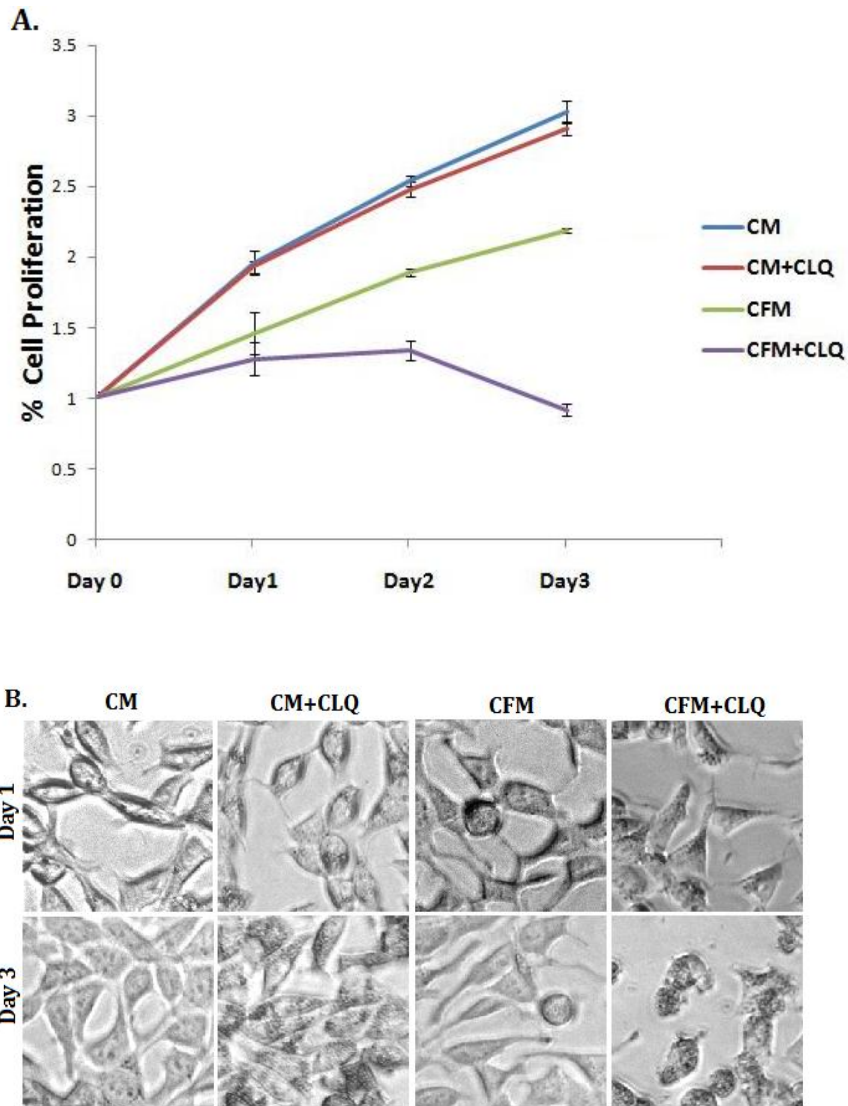 A.
3.5
3
2.5
2
1.5
1
0.5
0
% Cell Proliferation
Day 0 Day1 Day2 Day3
CM
CM+CLQ
CFM
CFM+CLQ
B.
CM CM+CLQ CFM CFM+CLQ
Day 1
Day 3